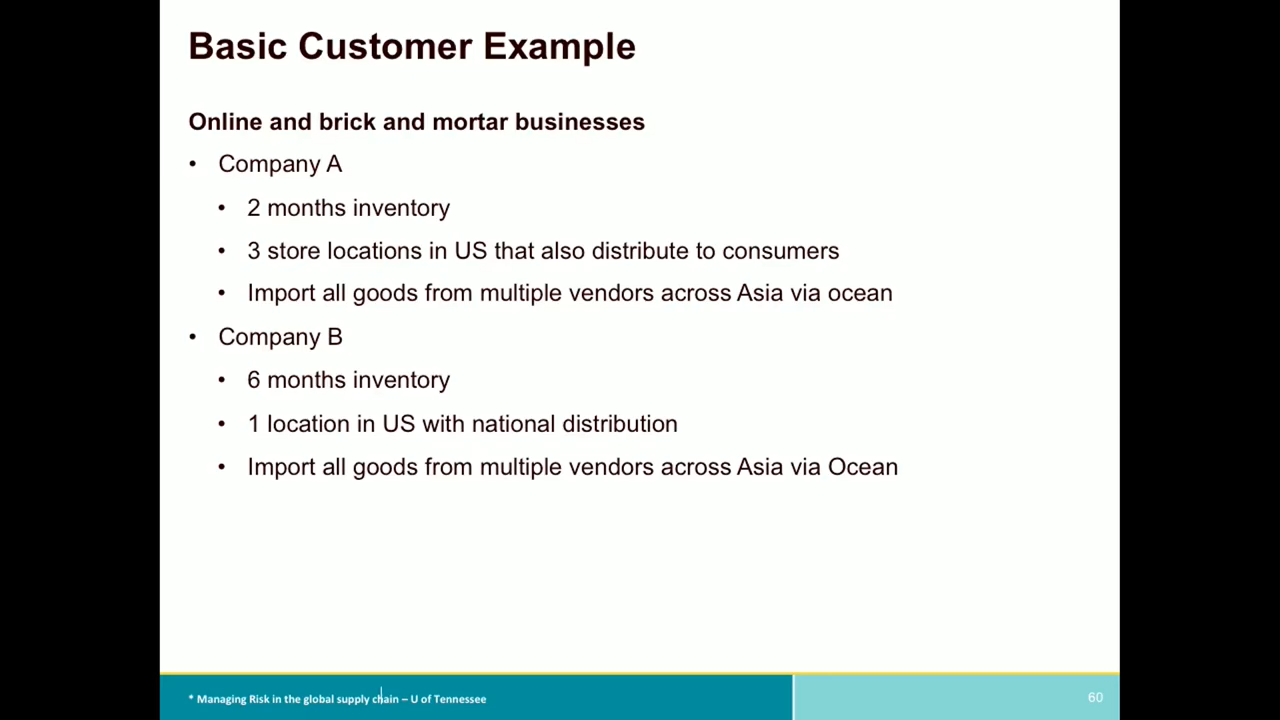 Basic Customer Example
Online and brick and mortar businesses
• Company A
• 2 months inventory
• 3 store locations in US that also distribute to consumers
• Import all goods from multiple vendors across Asia via ocean
• Company B
• 6 months inventory
• 1 location in US with national distribution
• Import all goods from multiple vendors across Asia via Ocean
* Managing Risk in the global supply chain – U of Tennessee
60